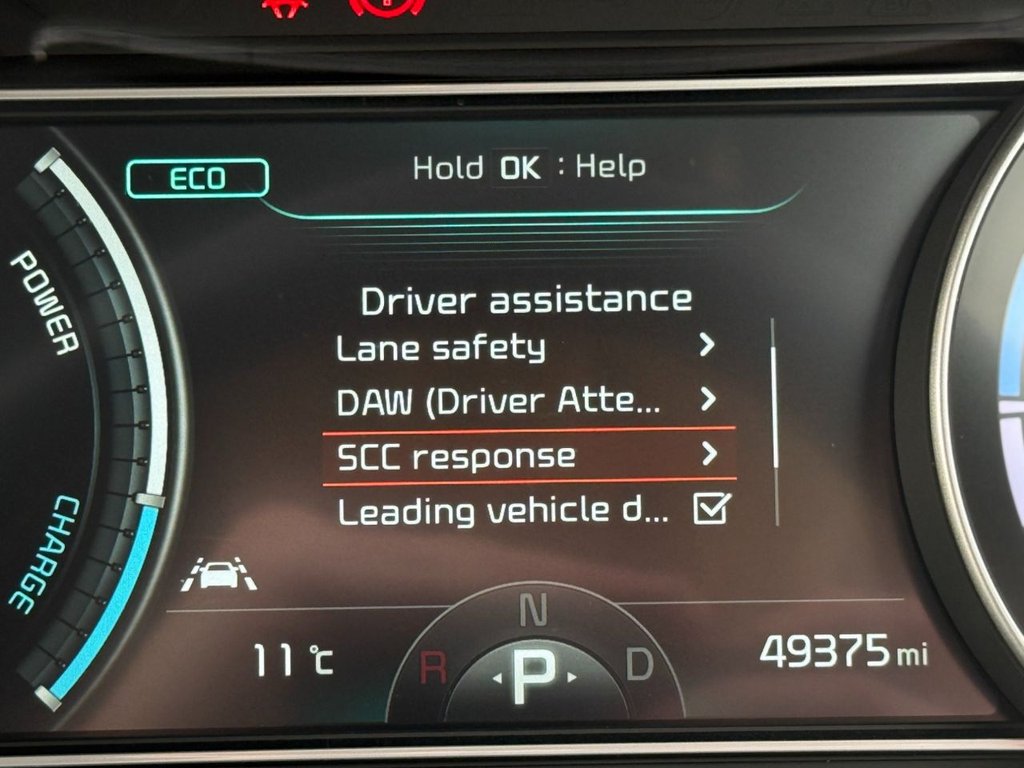 ECO
Hold OK : Help
POWER
Driver assistance
Lane safety
DAW (Driver Atte...
SCC response
Leading vehicle d...
CHARGE
N
11 °C
R
P
D
49375 mi